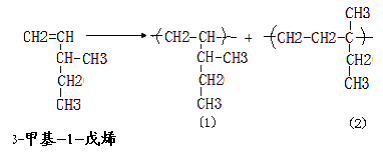 CH3
CH2=CH —(CH2-CH)- + —(CH2-CH2-C)-
CH-CH3 CH-CH3 CH2
CH2 CH2 CH3
CH3 CH3
(1) (2)
3-甲基-1-戊烯